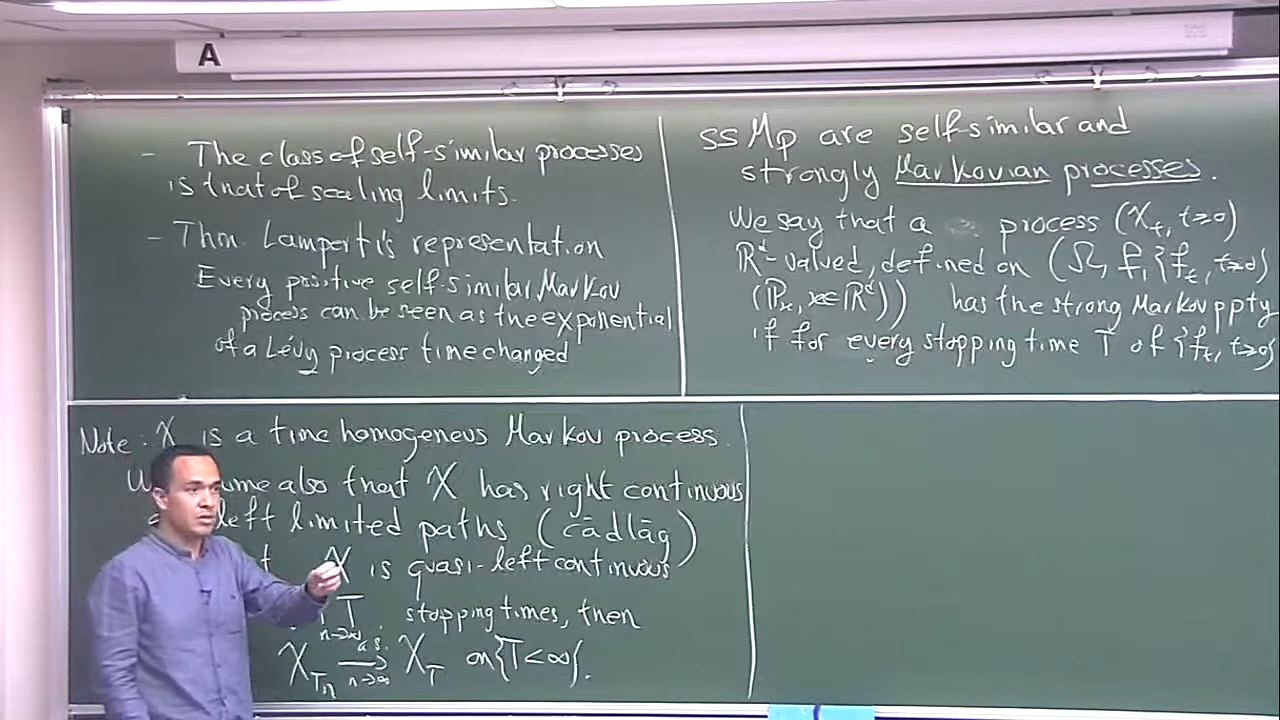 A
- The class of self-similar processes
is that of scaling limits.
- Thm. Lamperti's representation
Every positive self-similar Markov
process can be seen as the exponential
of a Lévy process time changed
ssMp are self similar and
strongly Markovian processes.
We say that a process (X_t, t≥0)
ℝ^d-valued, defined on (Ω, F, {F_t, t≥0}
(ℙ_x, x∈ℝ^d)) has the strong Markov ppty
if for every stopping time T of {F_t, t≥0}
Note: X is a time homogeneus Markov process.
also that X has right continuous
left limited paths (càdlàg)
X is quasi-left continuous
T stopping times, then
n→∞
X_{T_n} a.s. → n→∞ X_T on {T<∞}.